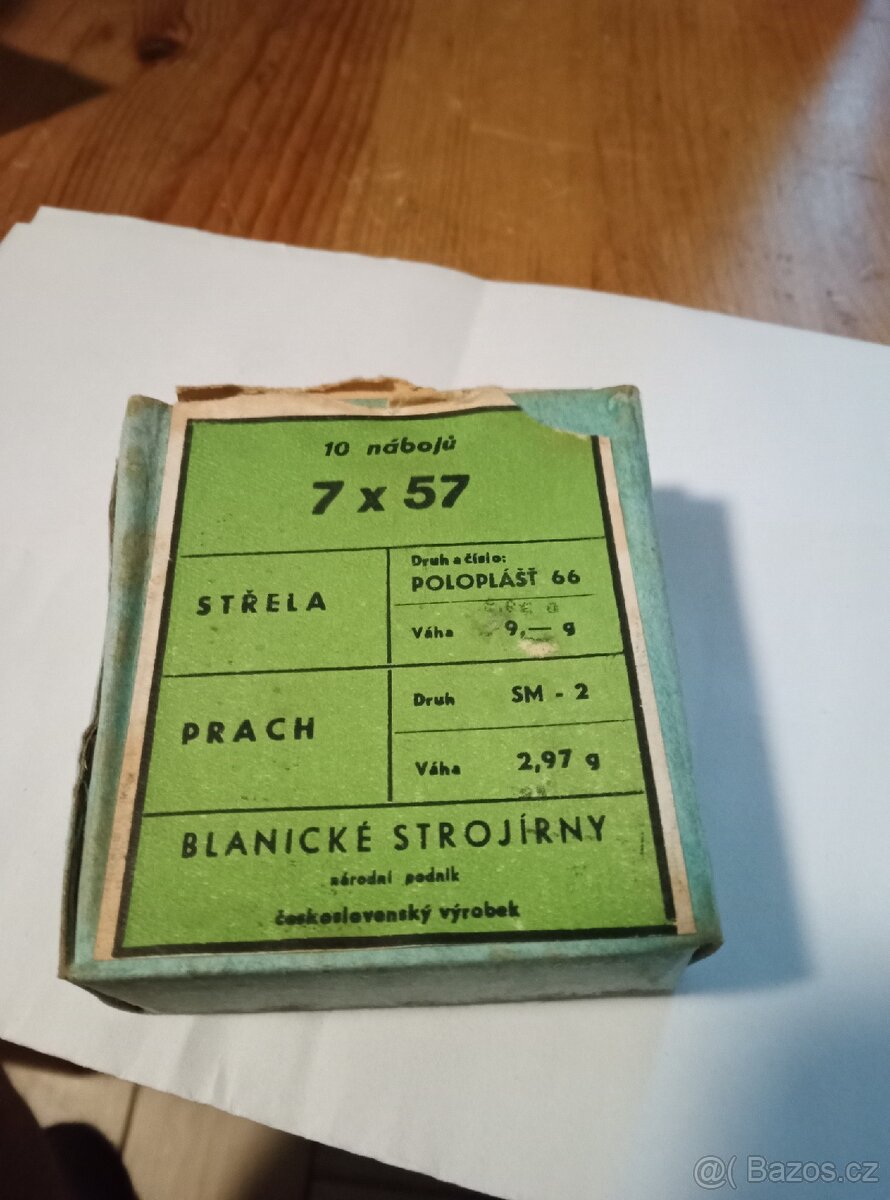 10 nábojů
7 x 57
STŘELA
Druh a číslo:
POLOPLÁŠŤ 66
Váha 9,— g
PRACH
Druh SM - 2
Váha 2,97 g
BLANICKÉ STROJÍRNY
národní podnik
československý výrobek
@( Bazos.cz